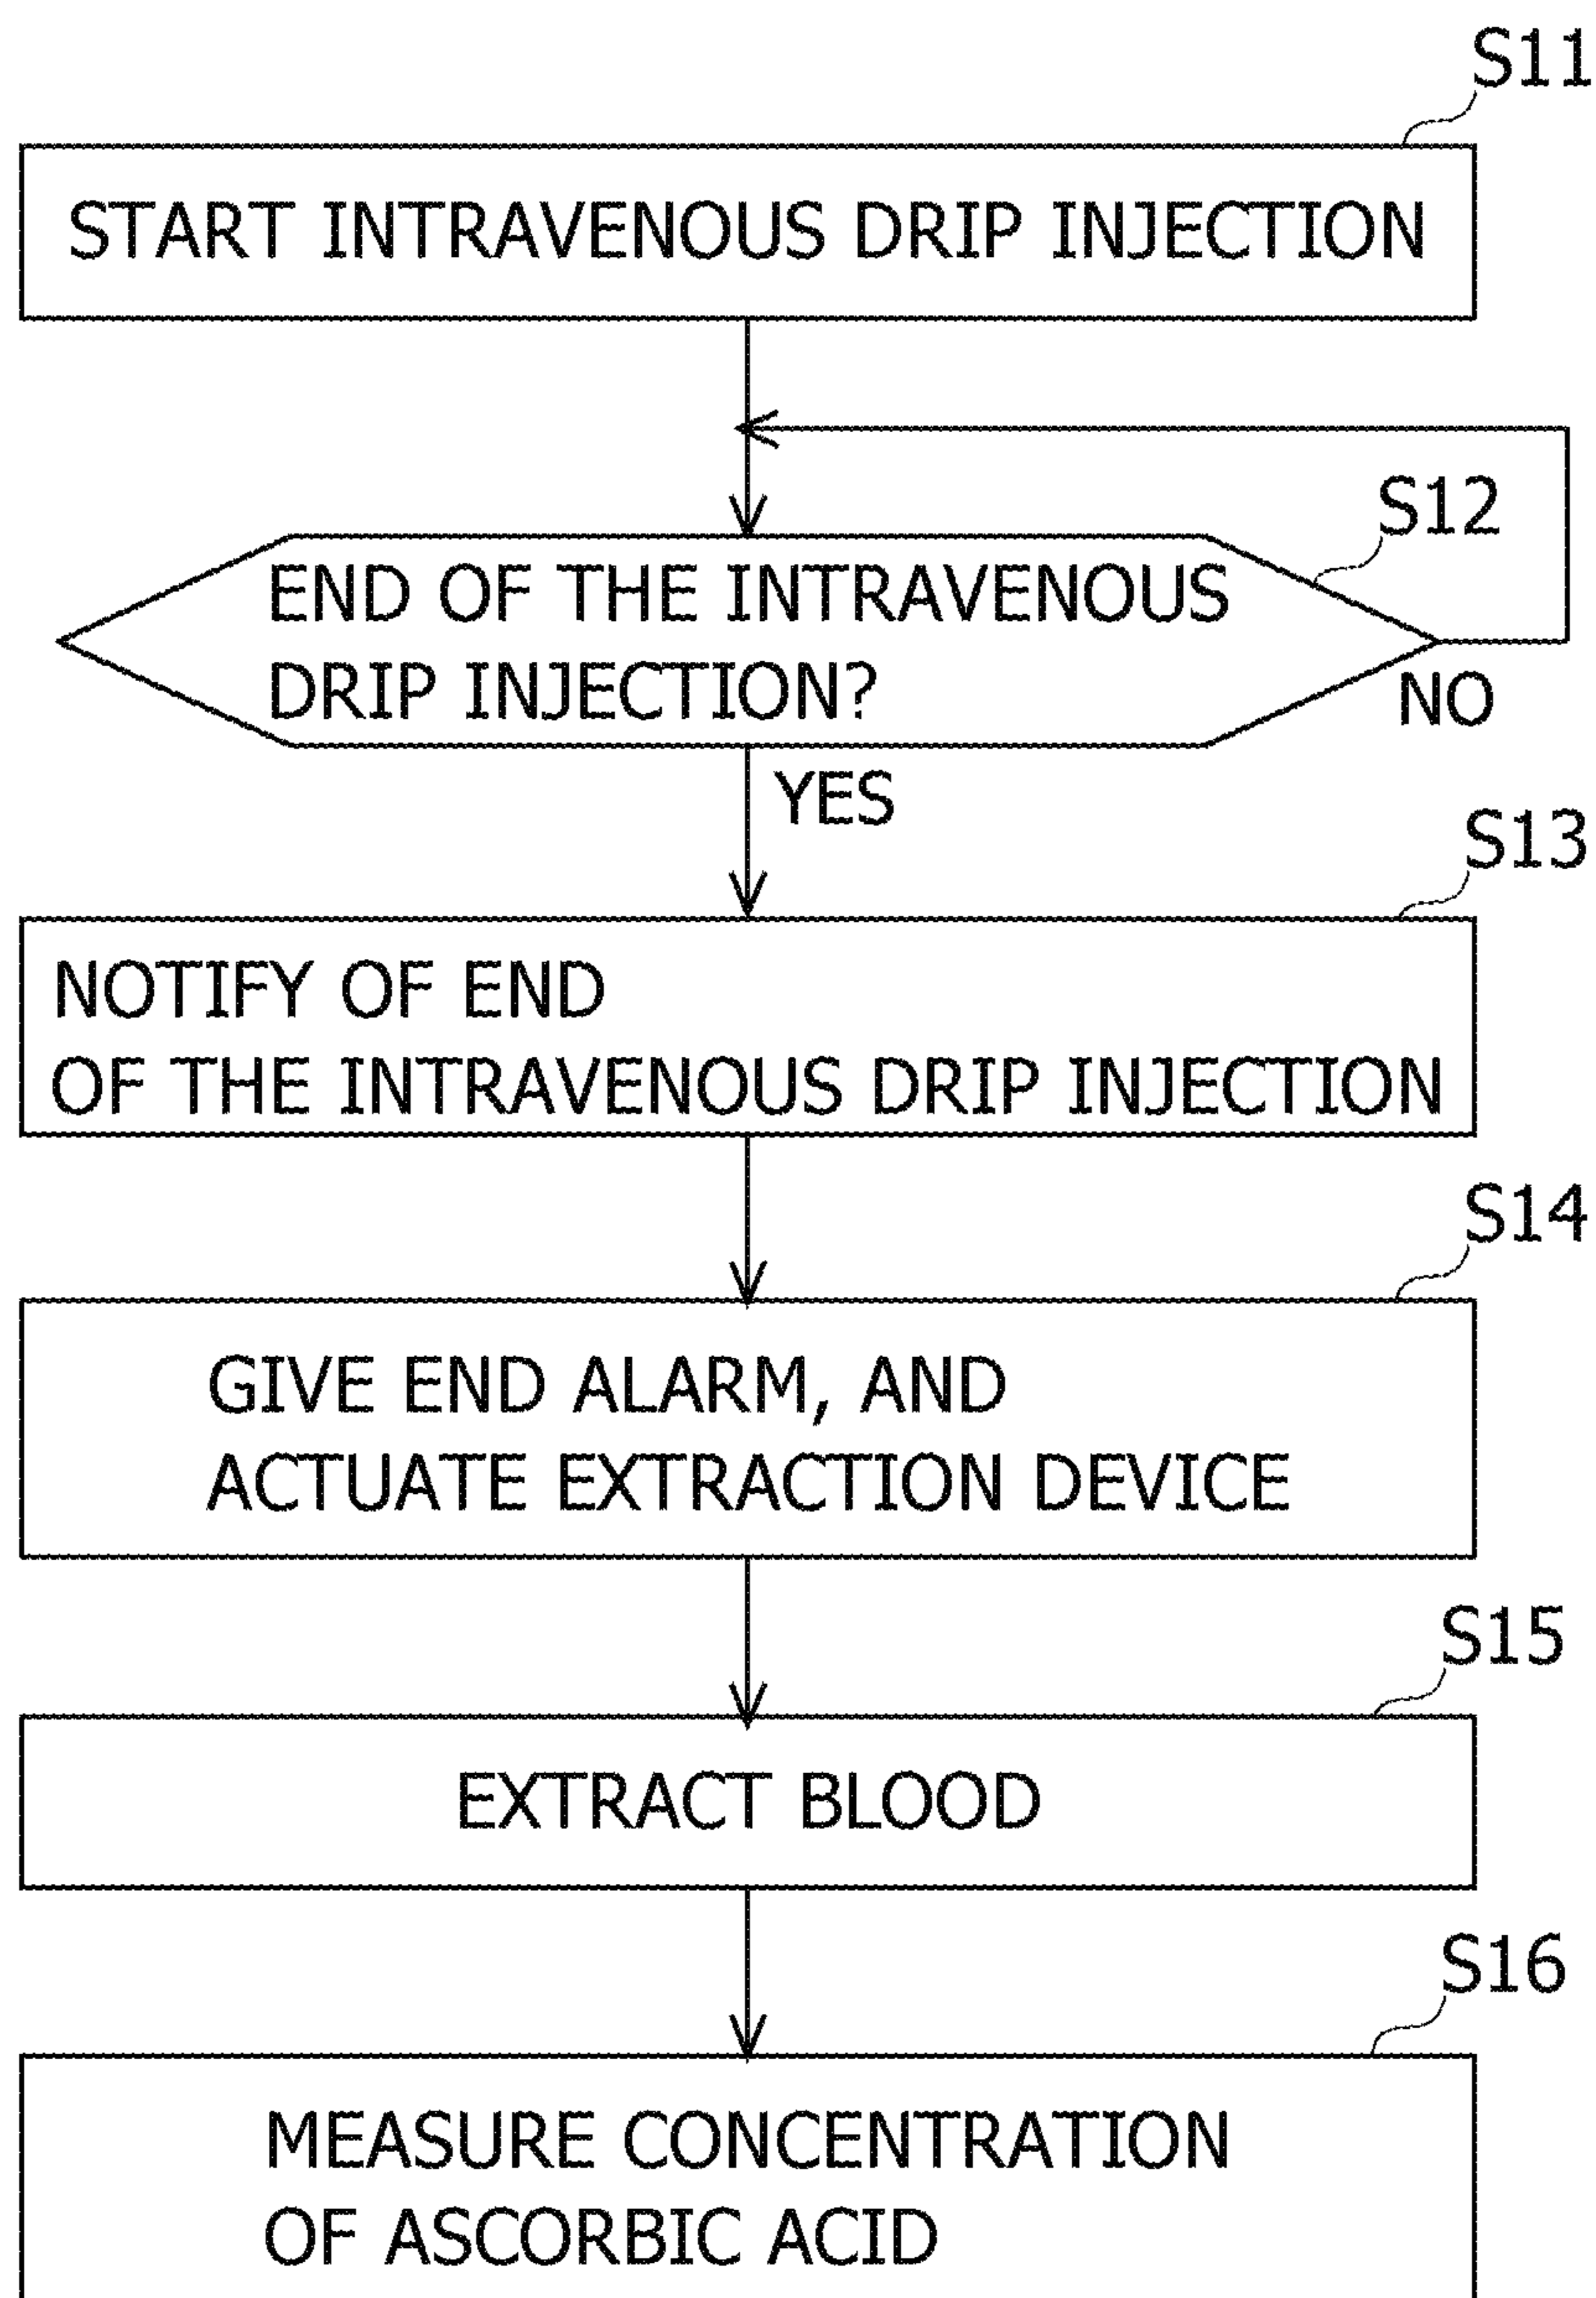 S11
START INTRAVENOUS DRIP INJECTION
S12
END OF THE INTRAVENOUS
DRIP INJECTION?
NO
YES
S13
NOTIFY OF END
OF THE INTRAVENOUS DRIP INJECTION
S14
GIVE END ALARM, AND
ACTUATE EXTRACTION DEVICE
S15
EXTRACT BLOOD
S16
MEASURE CONCENTRATION
OF ASCORBIC ACID